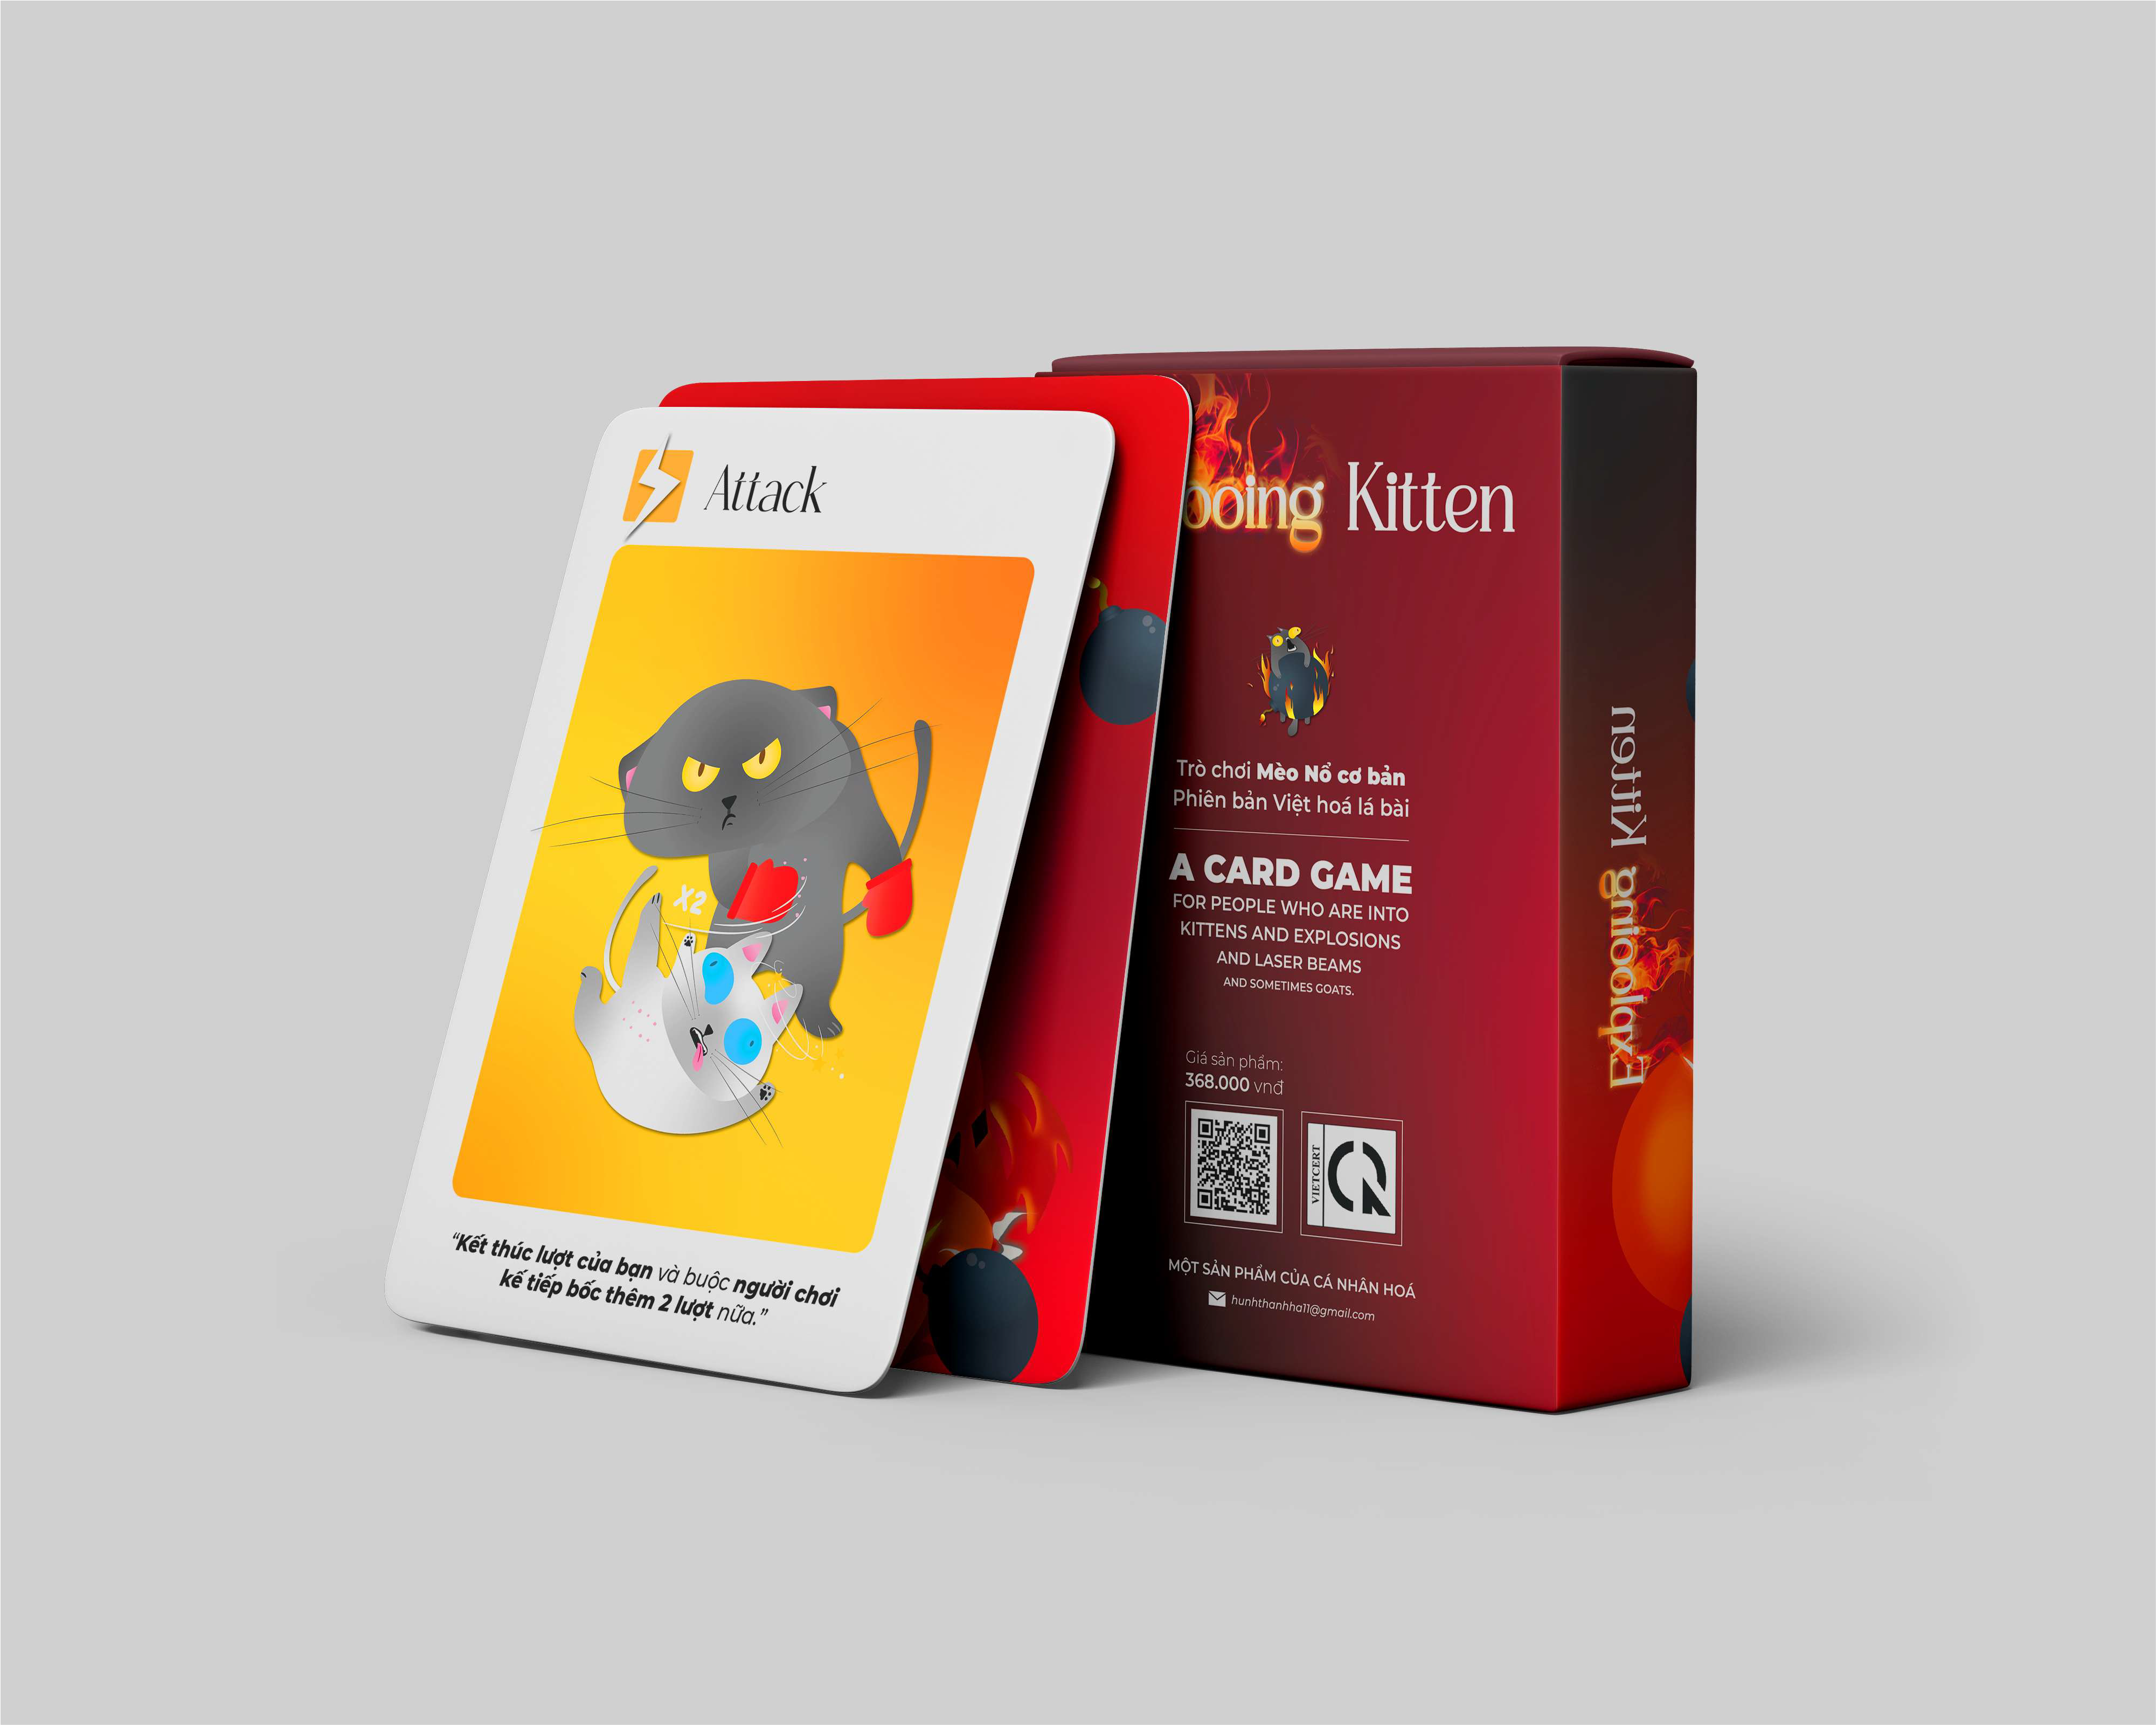 Attack
X2
“Kết thúc lượt của bạn và buộc người chơi
kế tiếp bốc thêm 2 lượt nữa.”
ooing Kitten
Trò chơi Mèo Nổ cơ bản
Phiên bản Việt hoá lá bài
A CARD GAME
FOR PEOPLE WHO ARE INTO
KITTENS AND EXPLOSIONS
AND LASER BEAMS
AND SOMETIMES GOATS.
Giá sản phẩm:
368.000 vnđ
VIETCERT
MỘT SẢN PHẨM CỦA CÁ NHÂN HOÁ
hunhthanhha11@gmail.com
Explooing Kitten